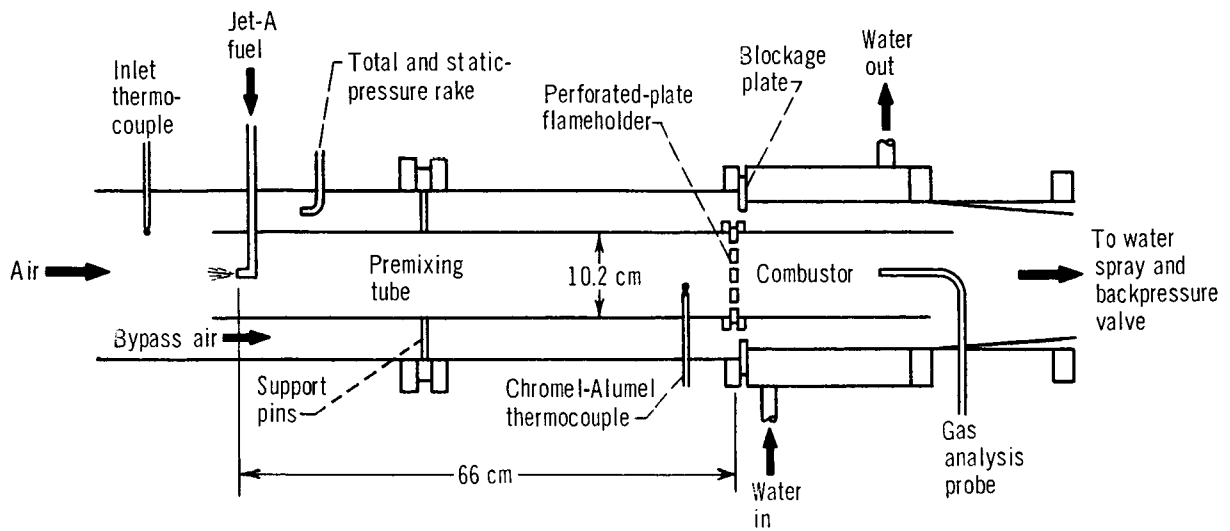 Jet-A
fuel
Inlet
thermo-
couple
Total and static-
pressure rake
Perforated-plate
flameholder
Blockage
plate
Water
out
Air
Premixing
tube
10.2 cm
Combustor
To water
spray and
backpressure
valve
Bypass air
Support
pins
Chromel-Alumel
thermocouple
66 cm
Water
in
Gas
analysis
probe